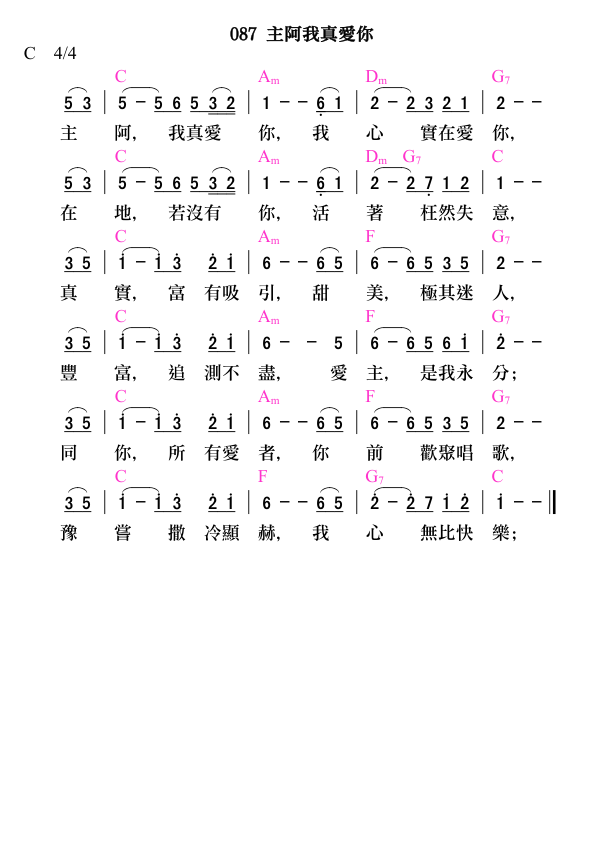 087 主阿我真愛你
C 4/4
C Am Dm G7
5 3 | 5 - 5 6 5 3 2 | 1 - - 6 1 | 2 - 2 3 2 1 | 2 - -
主 阿, 我真愛 你, 我 心 實在愛 你,
C Am Dm G7 C
5 3 | 5 - 5 6 5 3 2 | 1 - - 6 1 | 2 - 2 7 1 2 | 1 - -
在 地, 若沒有 你, 活 著 枉然失 意,
C Am F G7
3 5 | 1 - 1 3 2 1 | 6 - - 6 5 | 6 - 6 5 3 5 | 2 - -
真 實, 富 有吸 引, 甜 美, 極其迷 人,
C Am F G7
3 5 | 1 - 1 3 2 1 | 6 - - 5 | 6 - 6 5 6 1 | 2 - -
豐 富, 追 測不 盡, 愛 主, 是我永 分;
C Am F G7
3 5 | 1 - 1 3 2 1 | 6 - - 6 5 | 6 - 6 5 3 5 | 2 - -
同 你, 所 有愛 者, 你 前 歡聚唱 歌,
C F G7 C
3 5 | 1 - 1 3 2 1 | 6 - - 6 5 | 2 - 2 7 1 2 | 1 - - ‖
豫 嘗 撒 冷顯 赫, 我 心 無比快 樂;